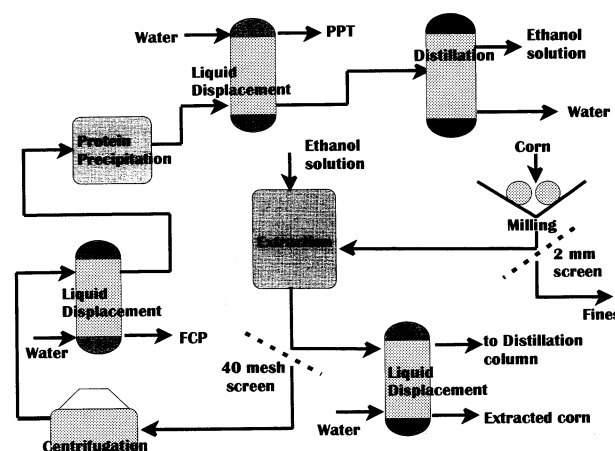 Water
PPT
Liquid
Displacement
Distillation
Ethanol
solution
Water
Protein
Precipitation
Ethanol
solution
Corn
Extraction
Milling
2 mm
screen
Fines
Liquid
Displacement
Water
FCP
40 mesh
screen
to Distillation
column
Liquid
Displacement
Water
Extracted corn
Centrifugation